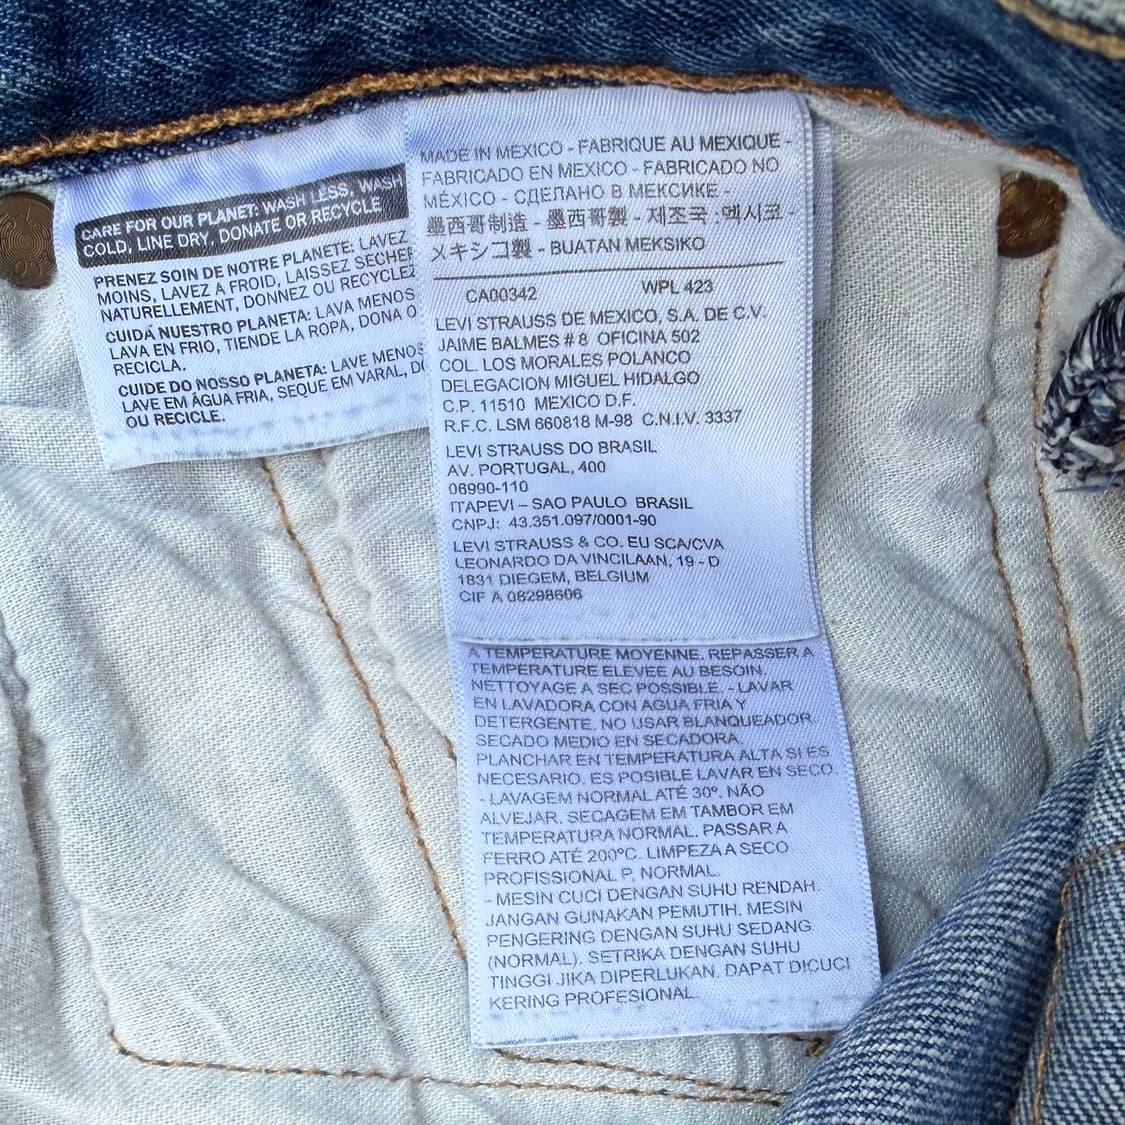 CARE FOR OUR PLANET: WASH LESS, WASH
COLD, LINE DRY, DONATE OR RECYCLE
PRENEZ SOIN DE NOTRE PLANETE: LAVEZ
MOINS, LAVEZ A FROID, LAISSEZ SECHER
NATURELLEMENT, DONNEZ OU RECYCLEZ
CUIDÁ NUESTRO PLANETA: LAVA MENOS
LAVA EN FRIO, TIENDE LA ROPA, DONA O
RECICLA.
CUIDE DO NOSSO PLANETA: LAVE MENOS
LAVE EM ÁGUA FRIA, SEQUE EM VARAL,
OU RECICLE.
MADE IN MEXICO - FABRIQUE AU MEXIQUE -
FABRICADO EN MEXICO - FABRICADO NO
MÉXICO - СДЕЛАНО В МЕКСИКЕ -
墨西哥制造 - 墨西哥製 - 제조국 : 멕시코 -
メキシコ製 - BUATAN MEKSIKO
CA00342 WPL 423
LEVI STRAUSS DE MEXICO, S.A. DE C.V.
JAIME BALMES # 8 OFICINA 502
COL. LOS MORALES POLANCO
DELEGACION MIGUEL HIDALGO
C.P. 11510 MEXICO D.F.
R.F.C. LSM 660818 M-98 C.N.I.V. 3337
LEVI STRAUSS DO BRASIL
AV. PORTUGAL, 400
06990-110
ITAPEVI – SAO PAULO BRASIL
CNPJ: 43.351.097/0001-90
LEVI STRAUSS & CO. EU SCA/CVA
LEONARDO DA VINCILAAN, 19 - D
1831 DIEGEM, BELGIUM
CIF A 08298606
A TEMPERATURE MOYENNE. REPASSER A
TEMPERATURE ELEVEE AU BESOIN.
NETTOYAGE A SEC POSSIBLE. - LAVAR
EN LAVADORA CON AGUA FRIA Y
DETERGENTE, NO USAR BLANQUEADOR.
SECADO MEDIO EN SECADORA.
PLANCHAR EN TEMPERATURA ALTA SI ES
NECESARIO. ES POSIBLE LAVAR EN SECO.
- LAVAGEM NORMAL ATÉ 30º. NÃO
ALVEJAR. SECAGEM EM TAMBOR EM
TEMPERATURA NORMAL. PASSAR A
FERRO ATÉ 200ºC. LIMPEZA A SECO
PROFISSIONAL P, NORMAL.
- MESIN CUCI DENGAN SUHU RENDAH.
JANGAN GUNAKAN PEMUTIH. MESIN
PENGERING DENGAN SUHU SEDANG
(NORMAL). SETRIKA DENGAN SUHU
TINGGI JIKA DIPERLUKAN. DAPAT DICUCI
KERING PROFESIONAL.